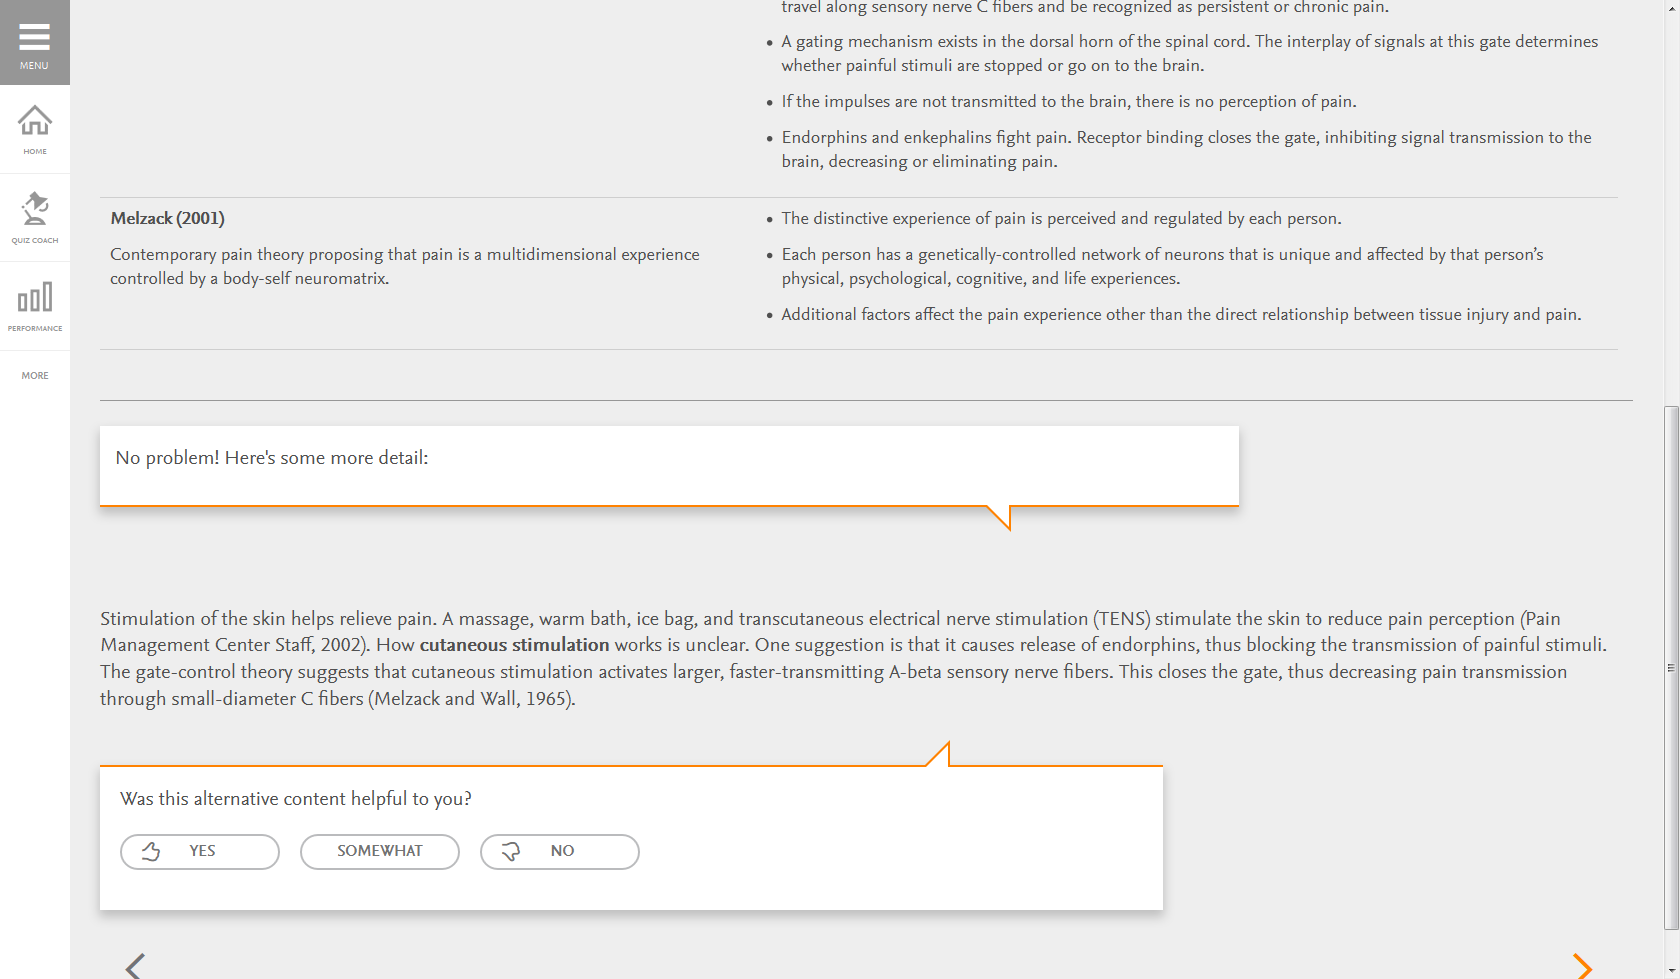 MENU
HOME
QUIZ COACH
PERFORMANCE
MORE
travel along sensory nerve C fibers and be recognized as persistent or chronic pain.
• A gating mechanism exists in the dorsal horn of the spinal cord. The interplay of signals at this gate determines
whether painful stimuli are stopped or go on to the brain.
• If the impulses are not transmitted to the brain, there is no perception of pain.
• Endorphins and enkephalins fight pain. Receptor binding closes the gate, inhibiting signal transmission to the
brain, decreasing or eliminating pain.
Melzack (2001)
Contemporary pain theory proposing that pain is a multidimensional experience
controlled by a body-self neuromatrix.
• The distinctive experience of pain is perceived and regulated by each person.
• Each person has a genetically-controlled network of neurons that is unique and affected by that person’s
physical, psychological, cognitive, and life experiences.
• Additional factors affect the pain experience other than the direct relationship between tissue injury and pain.
No problem! Here's some more detail:
Stimulation of the skin helps relieve pain. A massage, warm bath, ice bag, and transcutaneous electrical nerve stimulation (TENS) stimulate the skin to reduce pain perception (Pain
Management Center Staff, 2002). How cutaneous stimulation works is unclear. One suggestion is that it causes release of endorphins, thus blocking the transmission of painful stimuli.
The gate-control theory suggests that cutaneous stimulation activates larger, faster-transmitting A-beta sensory nerve fibers. This closes the gate, thus decreasing pain transmission
through small-diameter C fibers (Melzack and Wall, 1965).
Was this alternative content helpful to you?
YES
SOMEWHAT
NO